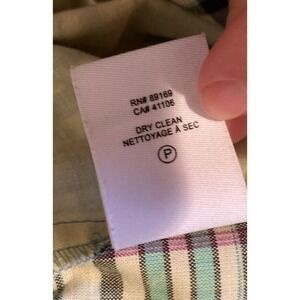 RN# 89169
CA# 41106
DRY CLEAN
NETTOYAGE À SEC
P